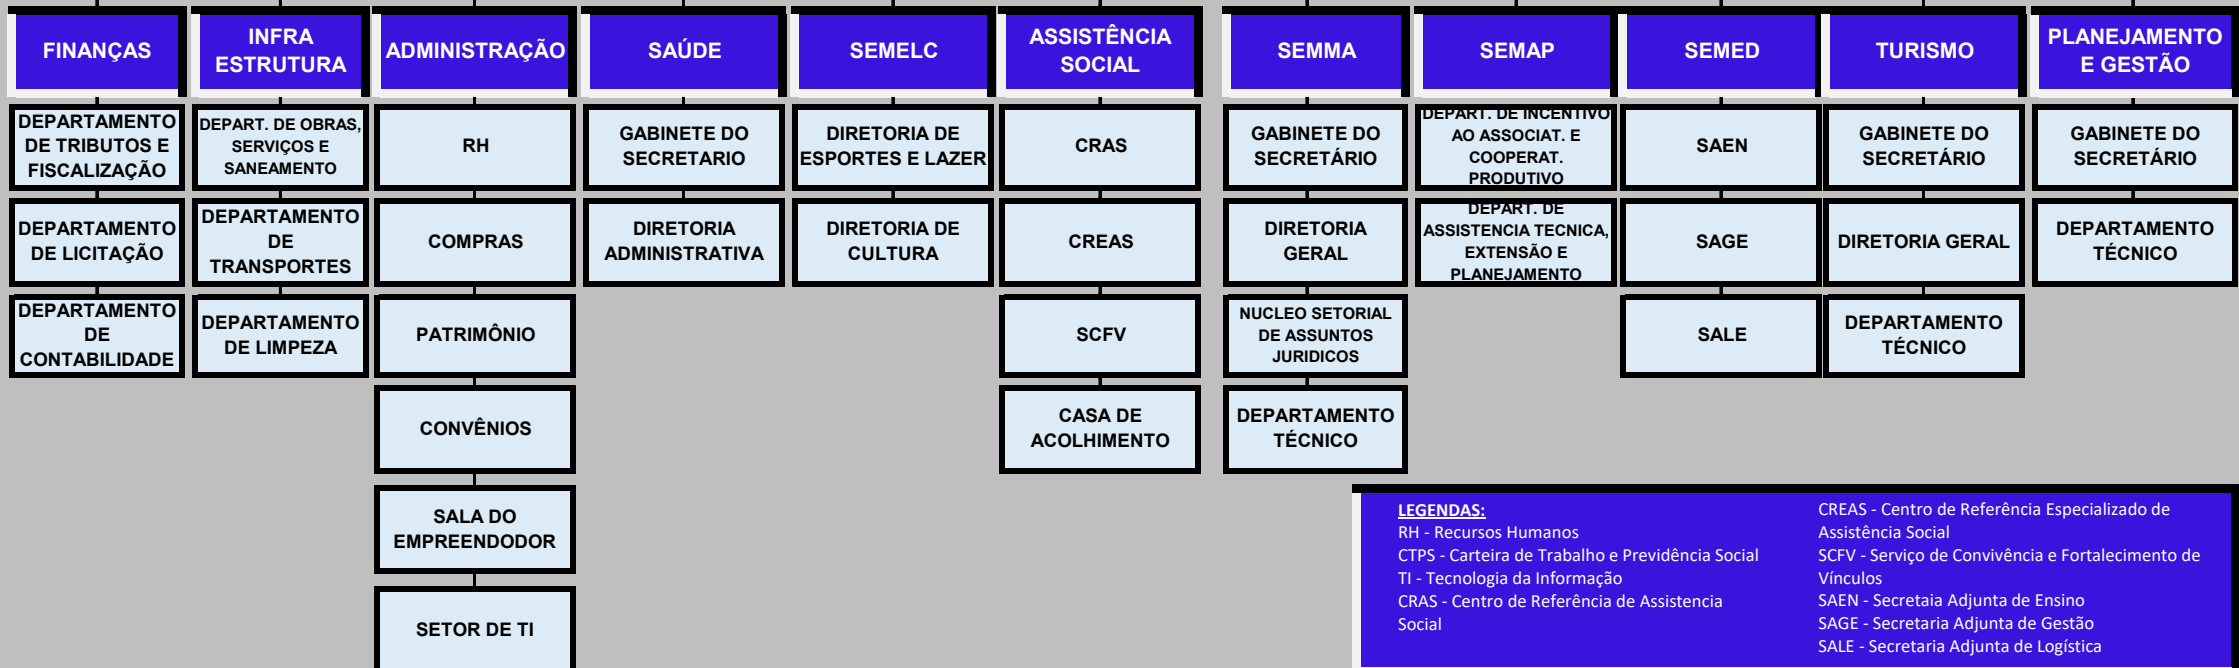 FINANÇAS
INFRA
ESTRUTURA
ADMINISTRAÇÃO
SAÚDE
SEMELC
ASSISTÊNCIA
SOCIAL
SEMMA
SEMAP
SEMED
TURISMO
PLANEJAMENTO
E GESTÃO
DEPARTAMENTO
DE TRIBUTOS E
FISCALIZAÇÃO
DEPART. DE OBRAS,
SERVIÇOS E
SANEAMENTO
RH
GABINETE DO
SECRETARIO
DIRETORIA DE
ESPORTES E LAZER
CRAS
GABINETE DO
SECRETÁRIO
DEPART. DE INCENTIVO
AO ASSOCIAT. E
COOPERAT.
PRODUTIVO
SAEN
GABINETE DO
SECRETÁRIO
GABINETE DO
SECRETÁRIO
DEPARTAMENTO
DE LICITAÇÃO
DEPARTAMENTO
DE
TRANSPORTES
COMPRAS
DIRETORIA
ADMINISTRATIVA
DIRETORIA DE
CULTURA
CREAS
DIRETORIA
GERAL
DEPART. DE
ASSISTENCIA TECNICA,
EXTENSÃO E
PLANEJAMENTO
SAGE
DIRETORIA GERAL
DEPARTAMENTO
TÉCNICO
DEPARTAMENTO
DE
CONTABILIDADE
DEPARTAMENTO
DE LIMPEZA
PATRIMÔNIO
SCFV
NUCLEO SETORIAL
DE ASSUNTOS
JURIDICOS
SALE
DEPARTAMENTO
TÉCNICO
CONVÊNIOS
CASA DE
ACOLHIMENTO
DEPARTAMENTO
TÉCNICO
SALA DO
EMPREENDODOR
SETOR DE TI
LEGENDAS:
RH - Recursos Humanos
CTPS - Carteira de Trabalho e Previdência Social
TI - Tecnologia da Informação
CRAS - Centro de Referência de Assistencia
Social
CREAS - Centro de Referência Especializado de
Assistência Social
SCFV - Serviço de Convivência e Fortalecimento de
Vínculos
SAEN - Secretaia Adjunta de Ensino
SAGE - Secretaria Adjunta de Gestão
SALE - Secretaria Adjunta de Logística